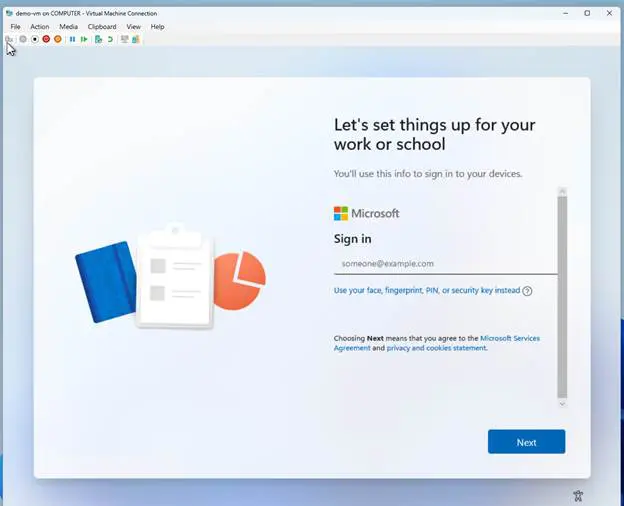 demo-vm on COMPUTER - Virtual Machine Connection
File Action Media Clipboard View Help
Let's set things up for your
work or school
You'll use this info to sign in to your devices.
Microsoft
Sign in
someone@example.com
Use your face, fingerprint, PIN, or security key instead ?
Choosing Next means that you agree to the Microsoft Services
Agreement and privacy and cookies statement.
Next